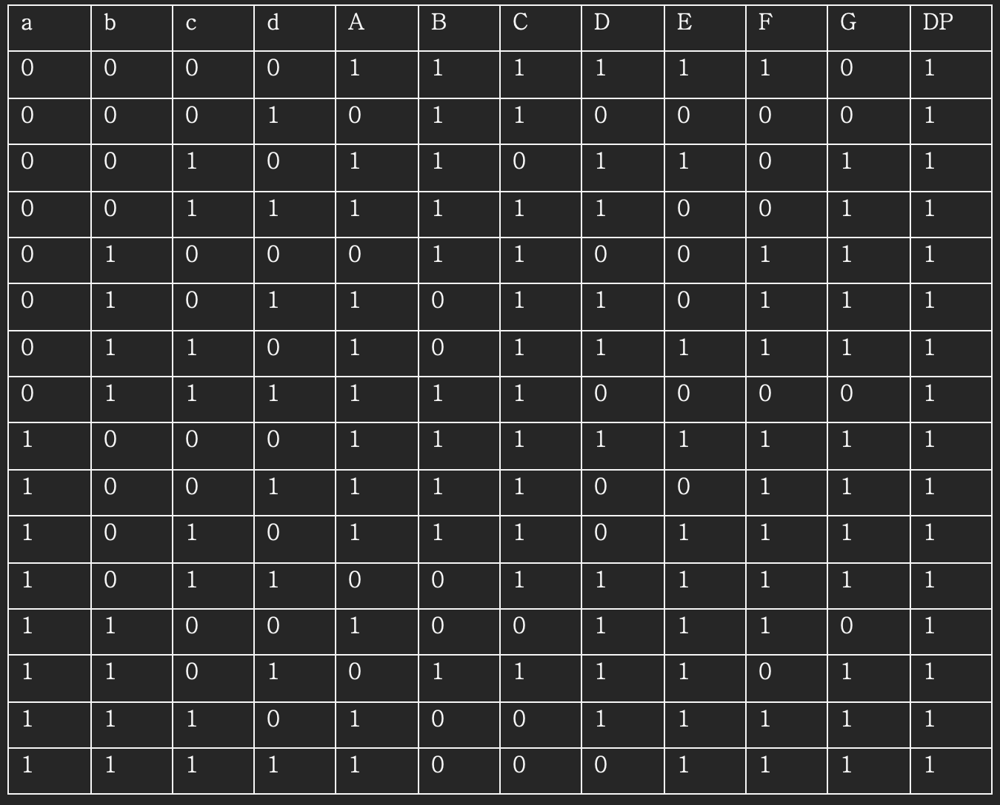 a b c d A B C D E F G DP
0 0 0 0 1 1 1 1 1 1 0 1
0 0 0 1 0 1 1 0 0 0 0 1
0 0 1 0 1 1 0 1 1 0 1 1
0 0 1 1 1 1 1 1 0 0 1 1
0 1 0 0 0 1 1 0 0 1 1 1
0 1 0 1 1 0 1 1 0 1 1 1
0 1 1 0 1 0 1 1 1 1 1 1
0 1 1 1 1 1 1 0 0 0 0 1
1 0 0 0 1 1 1 1 1 1 1 1
1 0 0 1 1 1 1 0 0 1 1 1
1 0 1 0 1 1 1 0 1 1 1 1
1 0 1 1 0 0 1 1 1 1 1 1
1 1 0 0 1 0 0 1 1 1 0 1
1 1 0 1 0 1 1 1 1 0 1 1
1 1 1 0 1 0 0 1 1 1 1 1
1 1 1 1 1 0 0 0 1 1 1 1